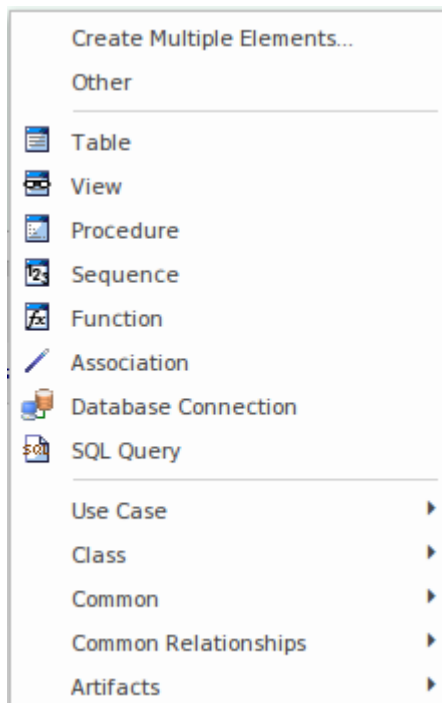 Create Multiple Elements...
Other
Table
View
Procedure
Sequence
Function
Association
Database Connection
SQL Query
Use Case
Class
Common
Common Relationships
Artifacts